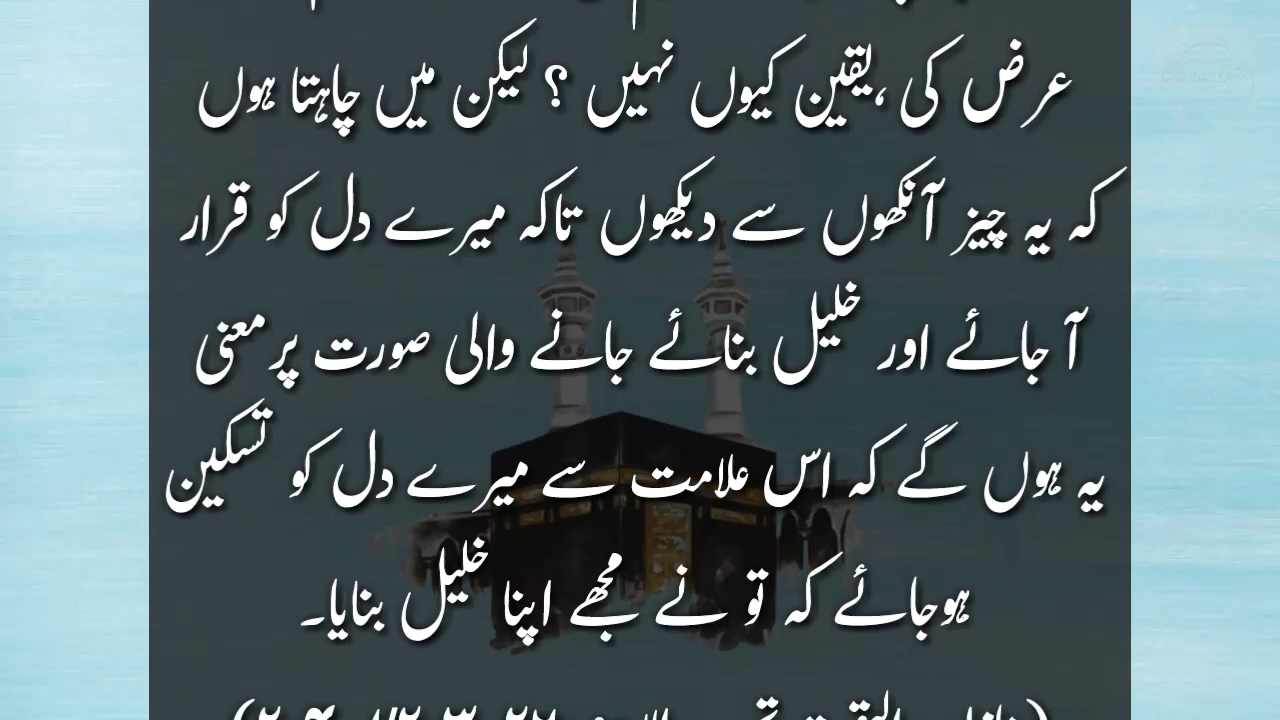 عرض کی ،یقین کیوں نہیں ؟ لیکن میں چاہتا ہوں
کہ یہ چیز آنکھوں سے دیکھوں تاکہ میرے دل کو قرار
آ جائے اور خلیل بنائے جانے والی صورت پر معنی
یہ ہوں گے کہ اس علامت سے میرے دل کو تسکین
ہوجائے کہ تو نے مجھے اپنا خلیل بنایا۔